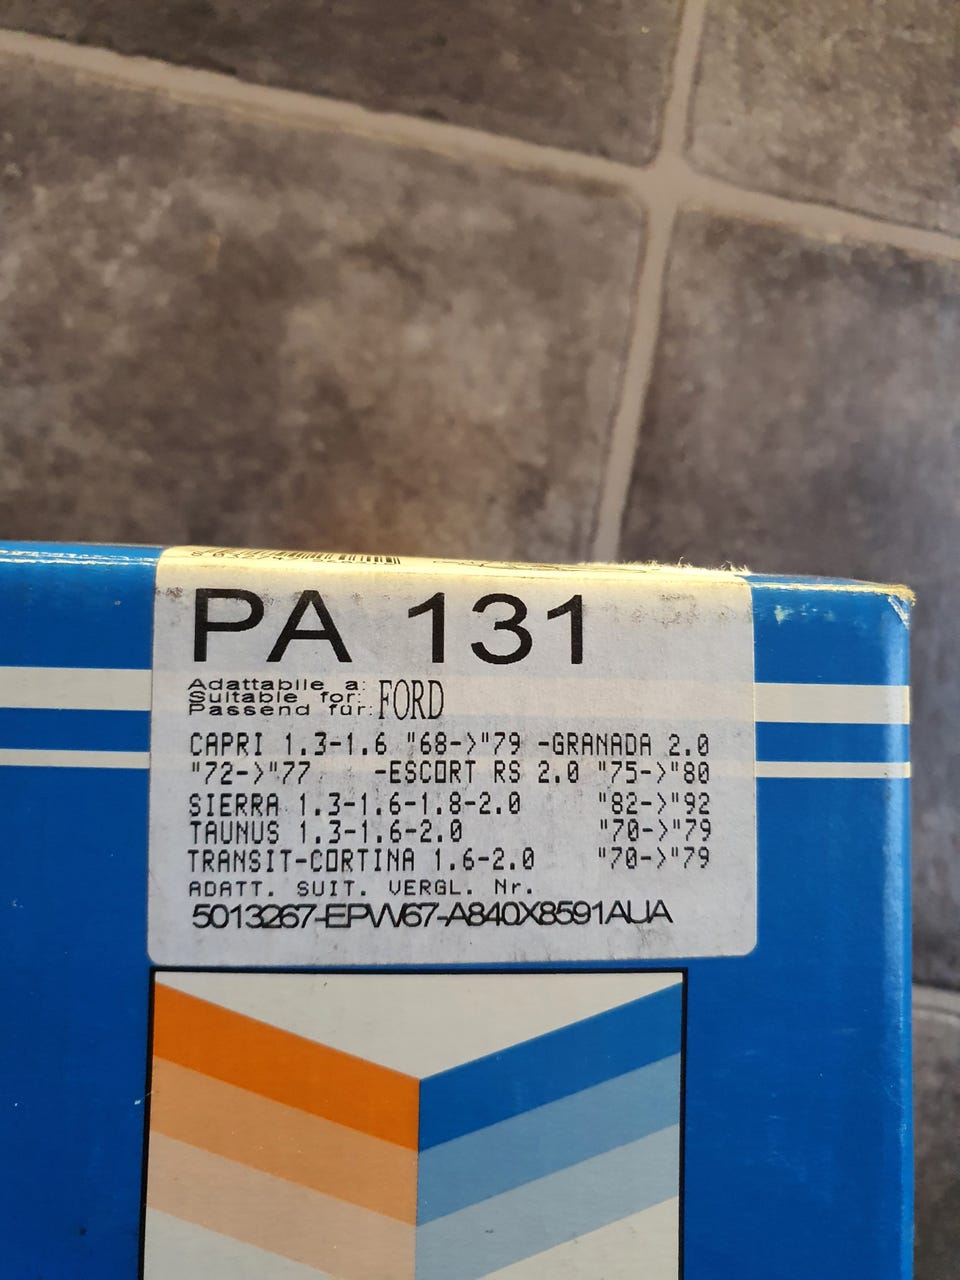 PA 131
Adattabile a:
Suitable for: FORD
Passend für:
CAPRI 1.3-1.6 "68->"79 -GRANADA 2.0
"72->"77 -ESCORT RS 2.0 "75->"80
SIERRA 1.3-1.6-1.8-2.0 "82->"92
TAUNUS 1.3-1.6-2.0 "70->"79
TRANSIT-CORTINA 1.6-2.0 "70->"79
ADATT. SUIT. VERGL. Nr.
5013267-EPW67-A840X8591AUA